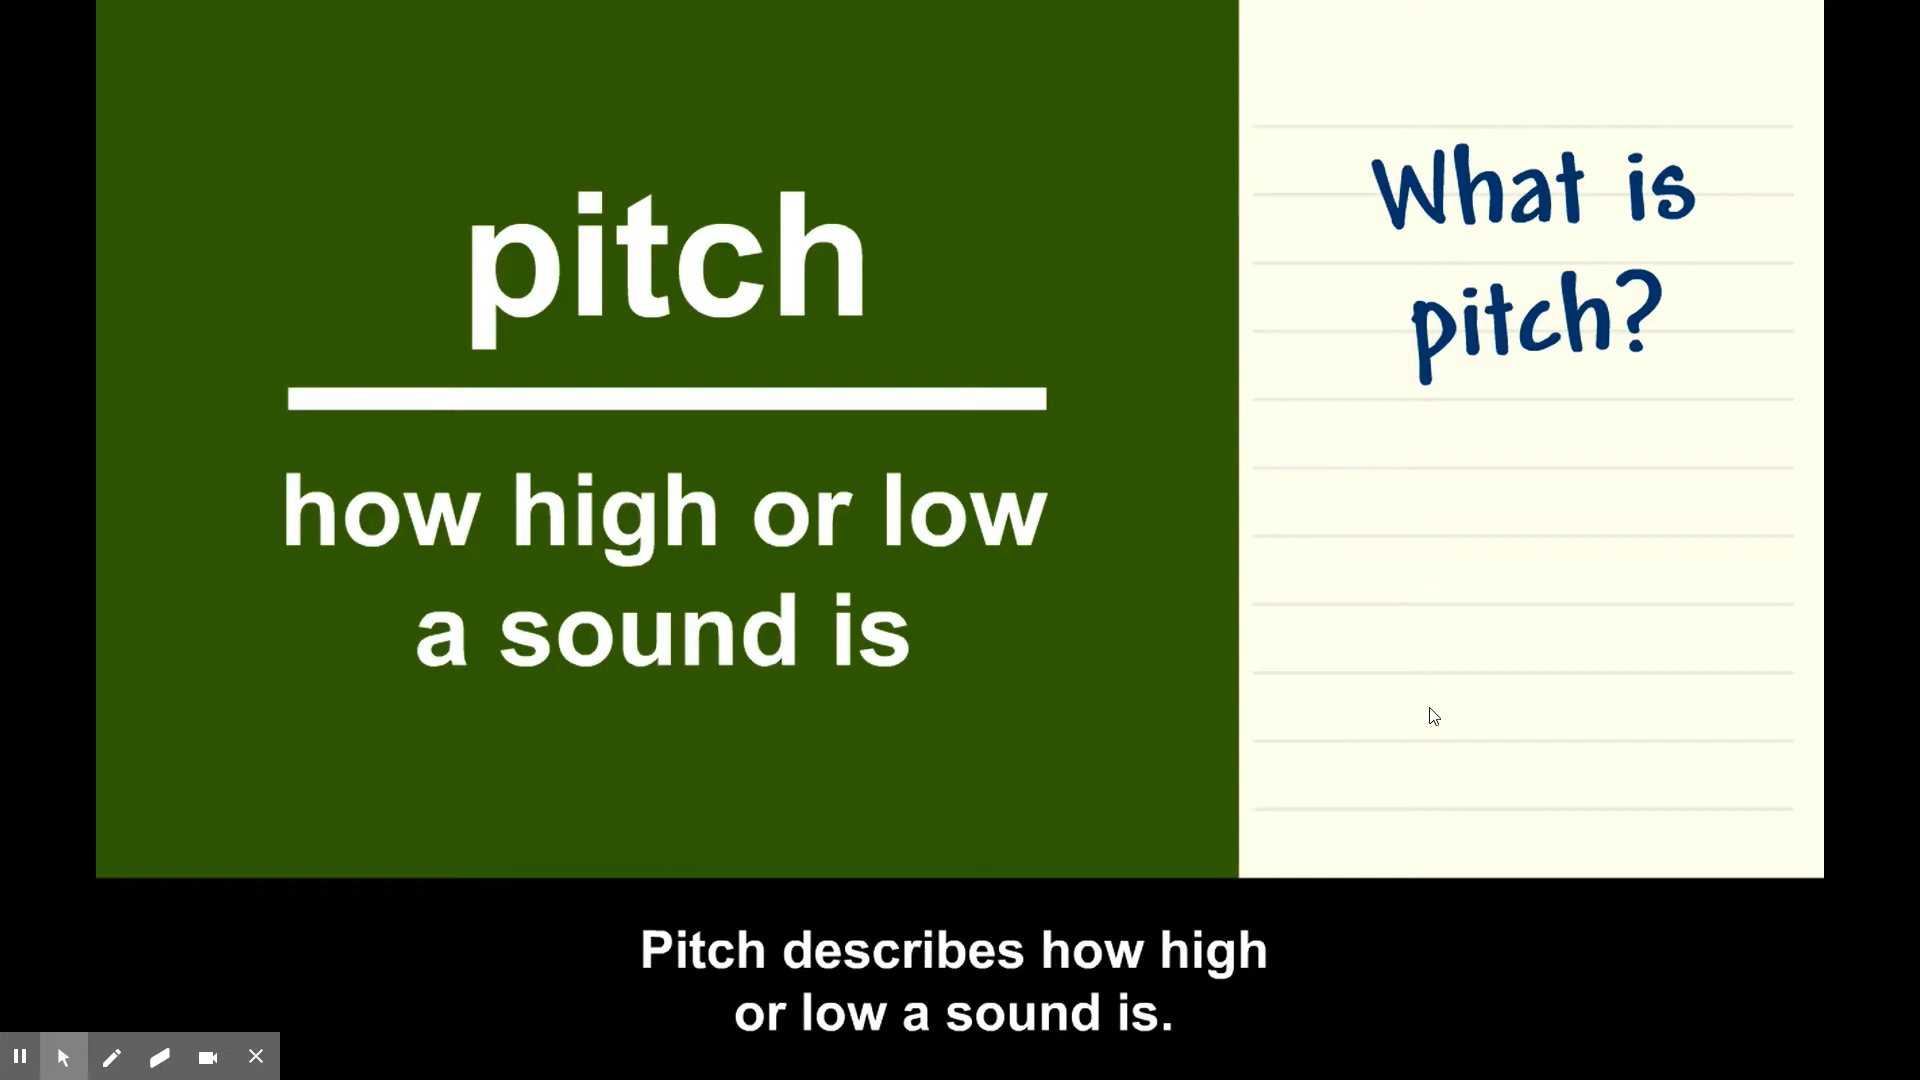 pitch
how high or low
a sound is
What is
pitch?
Pitch describes how high
or low a sound is.